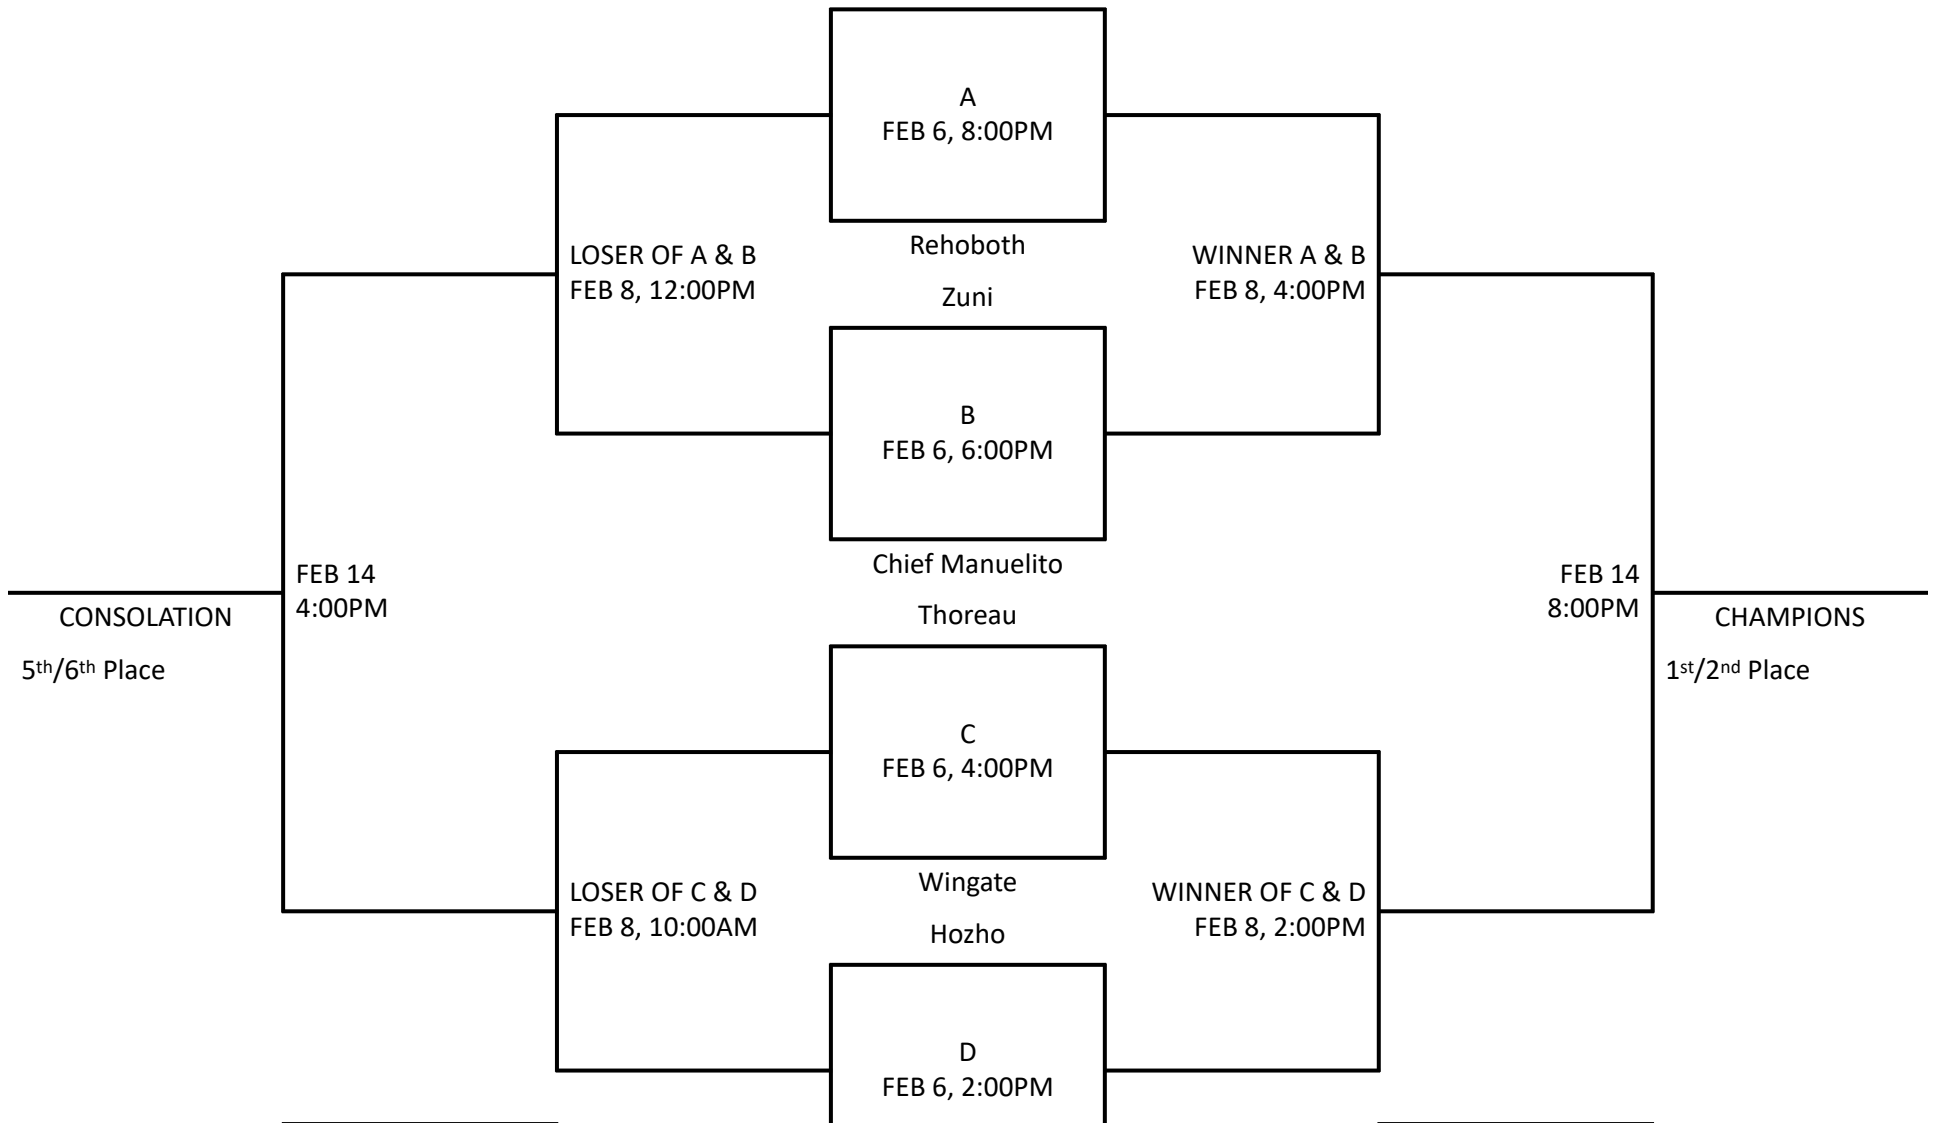 A
FEB 6, 8:00PM
Rehoboth
LOSER OF A & B
FEB 8, 12:00PM
WINNER A & B
FEB 8, 4:00PM
Zuni
B
FEB 6, 6:00PM
Chief Manuelito
FEB 14
4:00PM
FEB 14
8:00PM
CONSOLATION
Thoreau
CHAMPIONS
5th/6th Place
1st/2nd Place
C
FEB 6, 4:00PM
Wingate
LOSER OF C & D
FEB 8, 10:00AM
WINNER OF C & D
FEB 8, 2:00PM
Hozho
D
FEB 6, 2:00PM